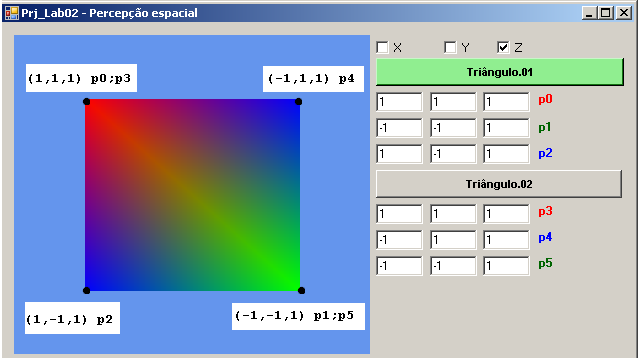 Prj_Lab02 - Percepção espacial
(1,1,1) p0;p3
(-1,1,1) p4
(1,-1,1) p2
(-1,-1,1) p1;p5
X Y Z
Triângulo.01
1 1 1 p0
-1 -1 1 p1
1 -1 1 p2
Triângulo.02
1 1 1 p3
-1 1 1 p4
-1 -1 1 p5